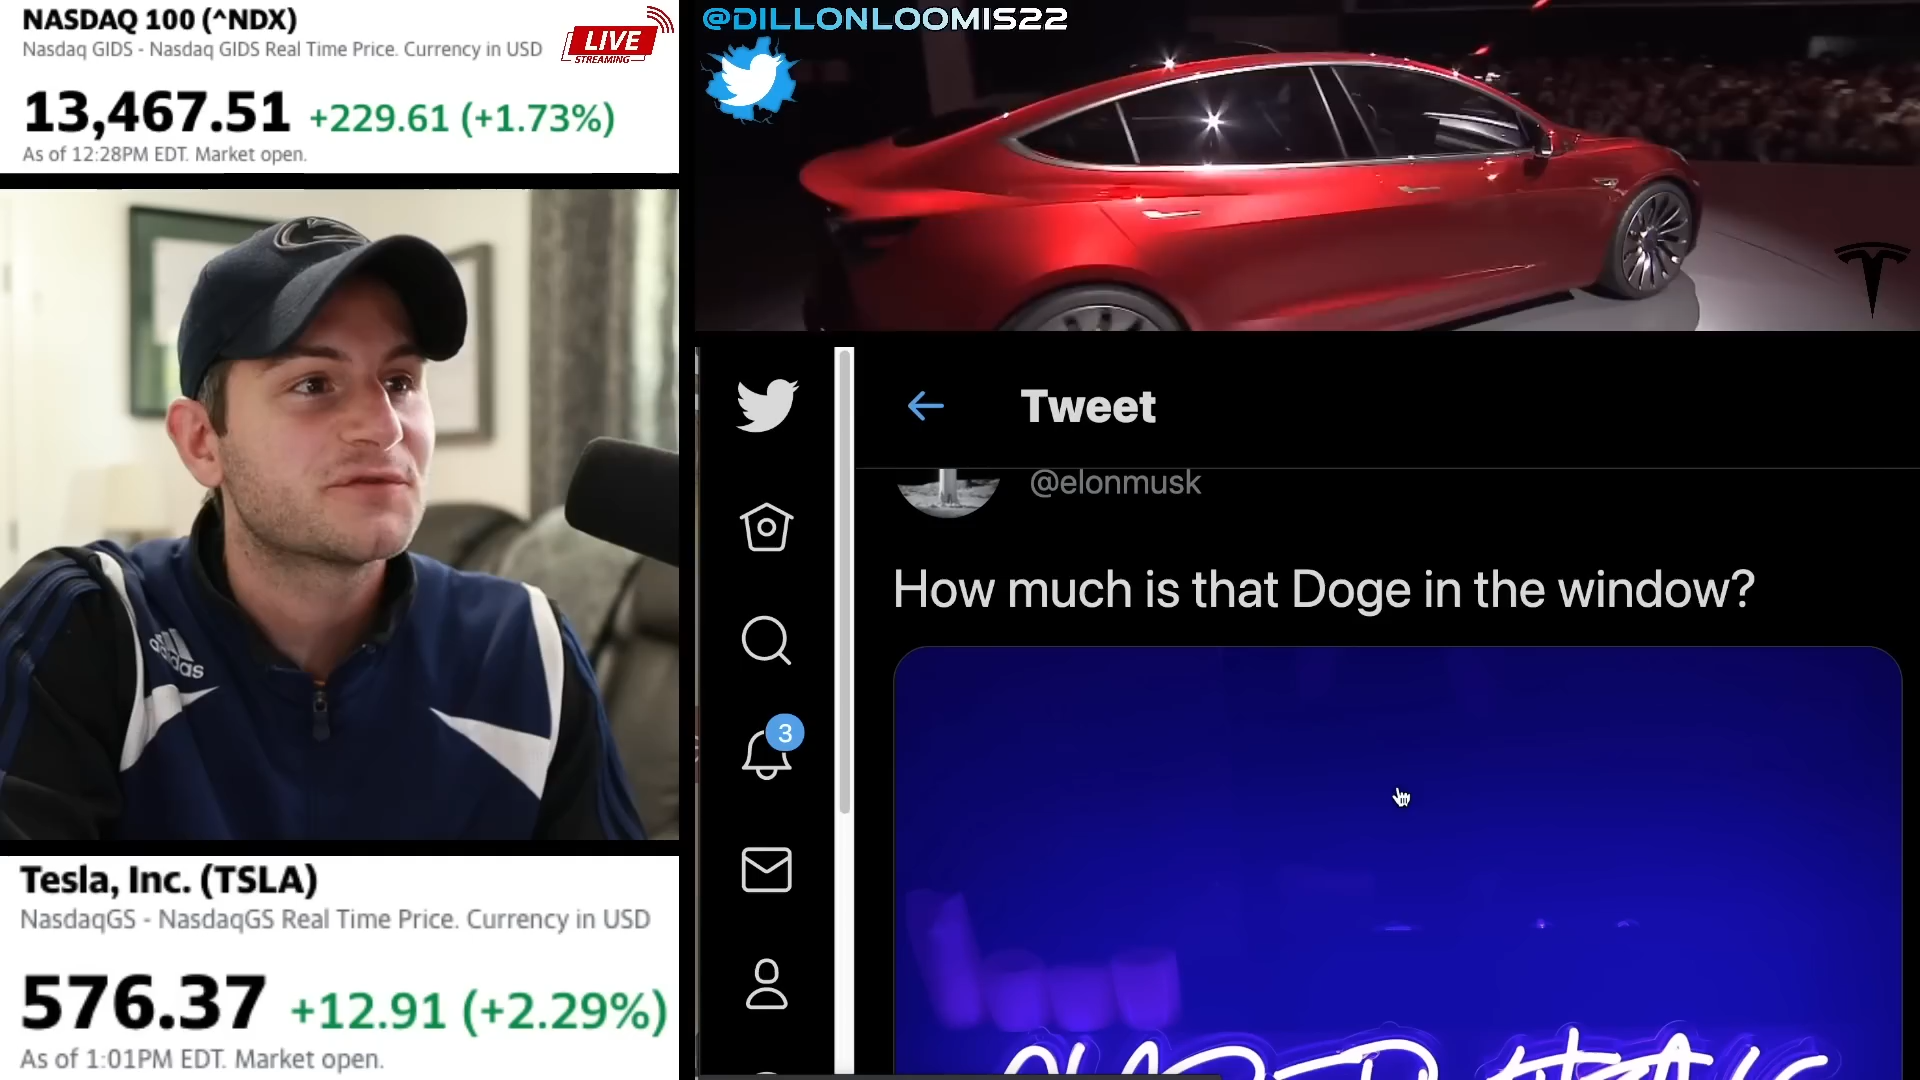 NASDAQ 100 (^NDX)
Nasdaq GIDS - Nasdaq GIDS Real Time Price. Currency in USD
LIVE
STREAMING
13,467.51 +229.61 (+1.73%)
As of 12:28PM EDT. Market open.
@DILLONLOOMIS22
adidas
Tweet
@elonmusk
How much is that Doge in the window?
3
Tesla, Inc. (TSLA)
NasdaqGS - NasdaqGS Real Time Price. Currency in USD
576.37 +12.91 (+2.29%)
As of 1:01PM EDT. Market open.